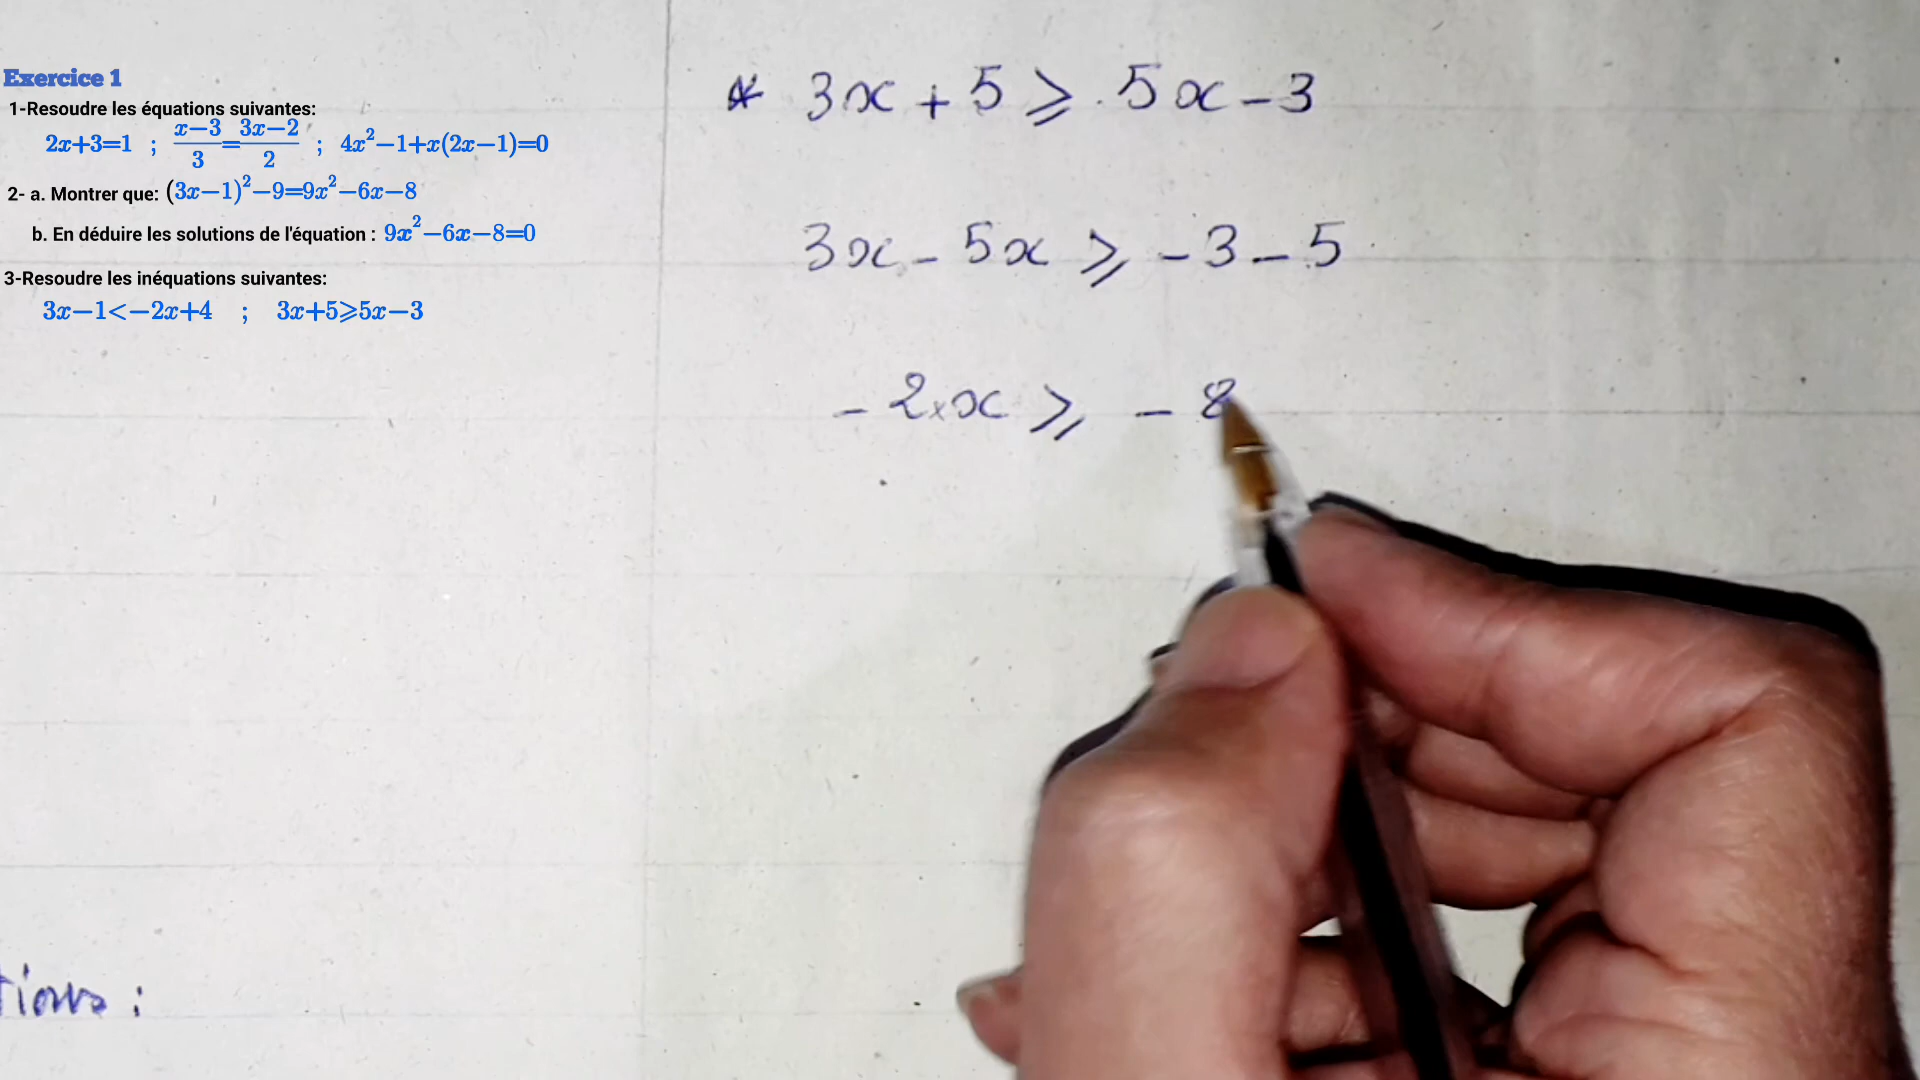 Exercice 1
1-Resoudre les équations suivantes:
2x+3=1 ; (x−3)/3=(3x−2)/2 ; 4x²−1+x(2x−1)=0
2- a. Montrer que: (3x−1)²−9=9x²−6x−8
b. En déduire les solutions de l'équation : 9x²−6x−8=0
3-Resoudre les inéquations suivantes:
3x−1<−2x+4 ; 3x+5⩾5x−3
* 3x + 5 ⩾ 5x - 3
3x - 5x ⩾ - 3 - 5
- 2×x ⩾ - 8
tions :